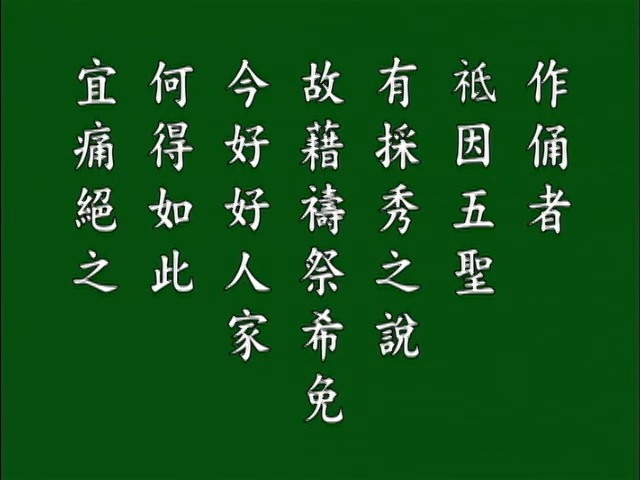 作俑者
祗因五聖
有採秀之說
故藉禱祭希免
今好好人家
何得如此
宜痛絕之